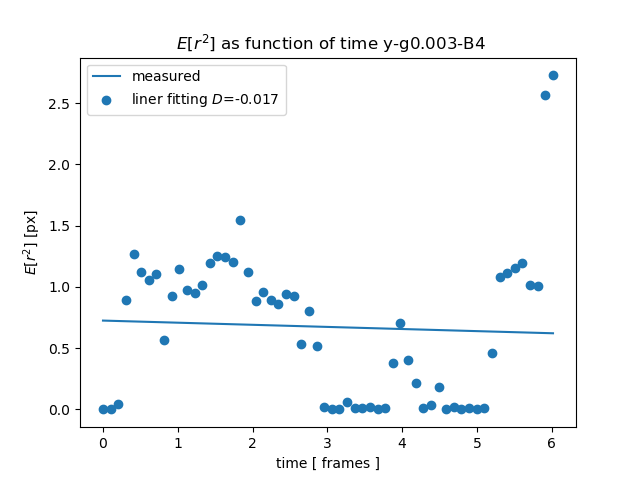 E[r²] as function of time y-g0.003-B4
measured
liner fitting D=-0.017
E[r²] [px]
2.5
2.0
1.5
1.0
0.5
0.0
0 1 2 3 4 5 6
time [ frames ]